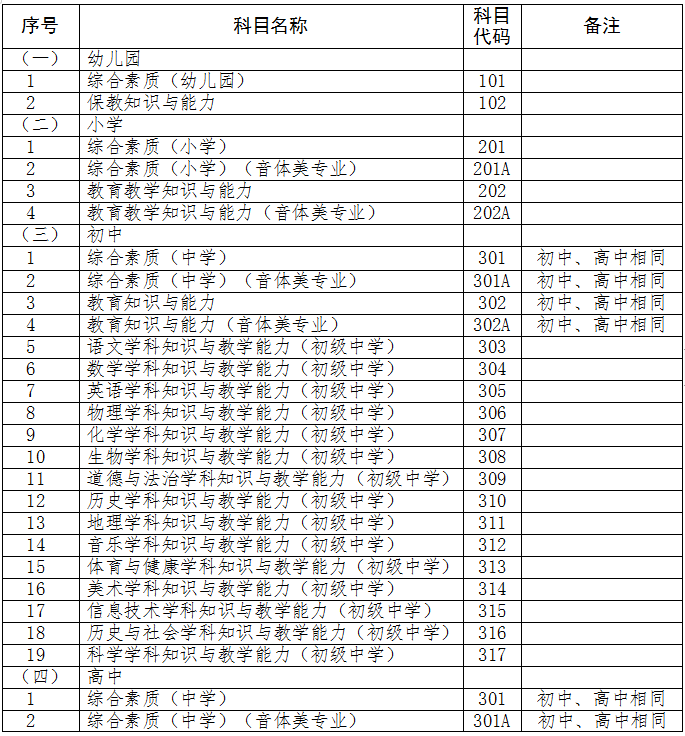 序号 科目名称 科目代码 备注
（一） 幼儿园
1 综合素质（幼儿园） 101
2 保教知识与能力 102
（二） 小学
1 综合素质（小学） 201
2 综合素质（小学）（音体美专业） 201A
3 教育教学知识与能力 202
4 教育教学知识与能力（音体美专业） 202A
（三） 初中
1 综合素质（中学） 301 初中、高中相同
2 综合素质（中学）（音体美专业） 301A 初中、高中相同
3 教育知识与能力 302 初中、高中相同
4 教育知识与能力（音体美专业） 302A 初中、高中相同
5 语文学科知识与教学能力（初级中学） 303
6 数学学科知识与教学能力（初级中学） 304
7 英语学科知识与教学能力（初级中学） 305
8 物理学科知识与教学能力（初级中学） 306
9 化学学科知识与教学能力（初级中学） 307
10 生物学科知识与教学能力（初级中学） 308
11 道德与法治学科知识与教学能力（初级中学） 309
12 历史学科知识与教学能力（初级中学） 310
13 地理学科知识与教学能力（初级中学） 311
14 音乐学科知识与教学能力（初级中学） 312
15 体育与健康学科知识与教学能力（初级中学） 313
16 美术学科知识与教学能力（初级中学） 314
17 信息技术学科知识与教学能力（初级中学） 315
18 历史与社会学科知识与教学能力（初级中学） 316
19 科学学科知识与教学能力（初级中学） 317
（四） 高中
1 综合素质（中学） 301 初中、高中相同
2 综合素质（中学）（音体美专业） 301A 初中、高中相同